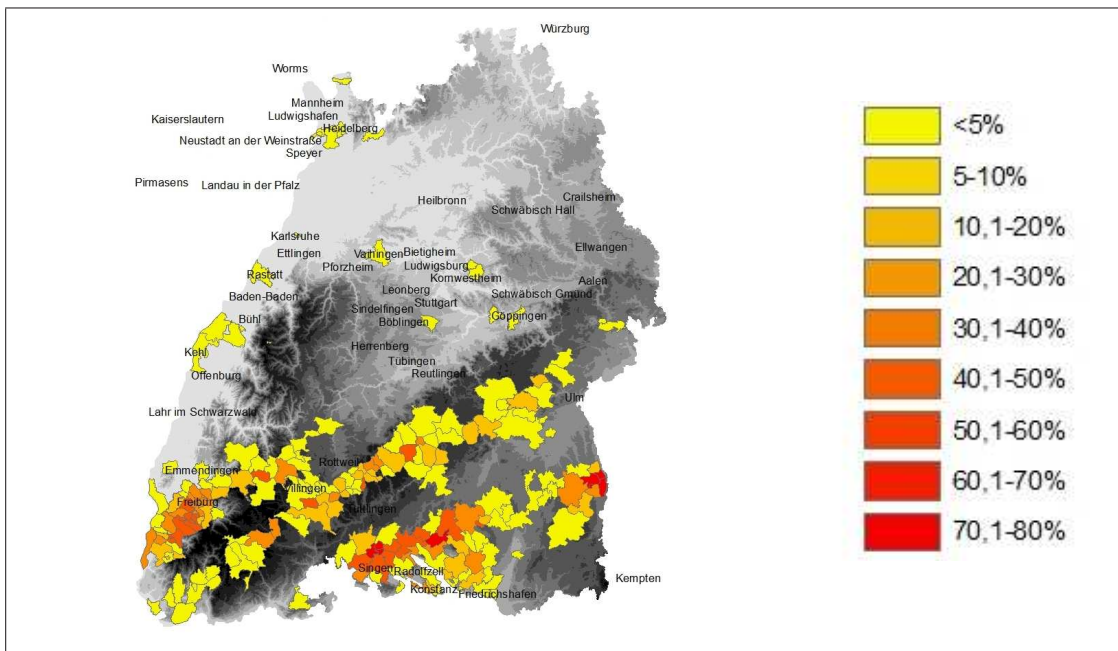 Würzburg
Worms
Mannheim
Ludwigshafen
Kaiserslautern
Heidelberg
Neustadt an der Weinstraße
Speyer
Pirmasens
Landau in der Pfalz
Heilbronn
Crailsheim
Schwäbisch Hall
Karlsruhe
Ellwangen
Ettlingen
Vaihingen
Bietigheim
Pforzheim
Ludwigsburg
Kornwestheim
Rastatt
Aalen
Leonberg
Schwäbisch Gmünd
Baden-Baden
Stuttgart
Sindelfingen
Göppingen
Bühl
Böblingen
Herrenberg
Kehl
Tübingen
Reutlingen
Offenburg
Ulm
Lahr im Schwarzwald
Rottweil
Emmendingen
Villingen
Freiburg
Tuttlingen
Singen
Radolfzell
Kempten
Konstanz
Friedrichshafen
<5%
5-10%
10,1-20%
20,1-30%
30,1-40%
40,1-50%
50,1-60%
60,1-70%
70,1-80%